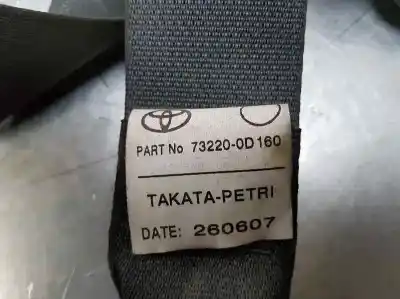 PART No 73220-0D160
TAKATA-PETRI
DATE: 260607